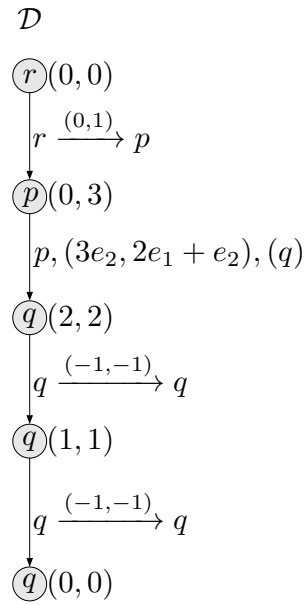 𝒟
r (0, 0)
r —(0,1)→ p
p (0, 3)
p, (3e₂, 2e₁ + e₂), (q)
q (2, 2)
q —(−1,−1)→ q
q (1, 1)
q —(−1,−1)→ q
q (0, 0)